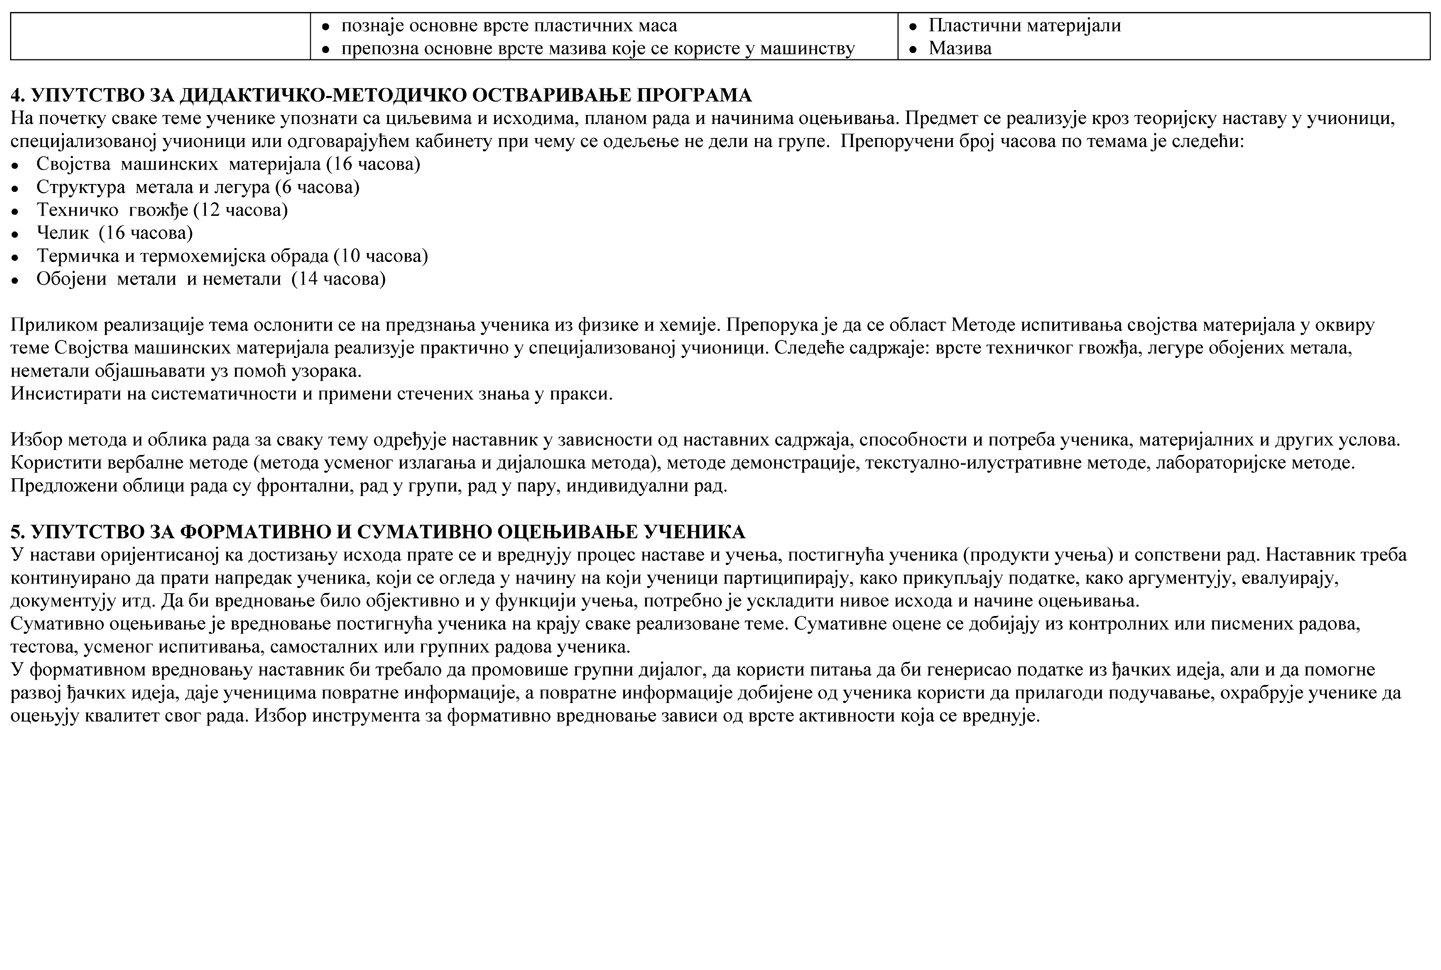 • познаје основне врсте пластичних маса
• препозна основне врсте мазива које се користе у машинству
• Пластични материјали
• Мазива
4. УПУТСТВО ЗА ДИДАКТИЧКО-МЕТОДИЧКО ОСТВАРИВАЊЕ ПРОГРАМА
На почетку сваке теме ученике упознати са циљевима и исходима, планом рада и начинима оцењивања. Предмет се реализује кроз теоријску наставу у учионици,
специјализованој учионици или одговарајућем кабинету при чему се одељење не дели на групе. Препоручени број часова по темама је следећи:
• Својства машинских материјала (16 часова)
• Структура метала и легура (6 часова)
• Техничко гвожђе (12 часова)
• Челик (16 часова)
• Термичка и термохемијска обрада (10 часова)
• Обојени метали и неметали (14 часова)
Приликом реализације тема ослонити се на предзнања ученика из физике и хемије. Препорука је да се област Методе испитивања својства материјала у оквиру
теме Својства машинских материјала реализује практично у специјализованој учионици. Следеће садржаје: врсте техничког гвожђа, легуре обојених метала,
неметали објашњавати уз помоћ узорака.
Инсистирати на систематичности и примени стечених знања у пракси.
Избор метода и облика рада за сваку тему одређује наставник у зависности од наставних садржаја, способности и потреба ученика, материјалних и других услова.
Користити вербалне методе (метода усменог излагања и дијалошка метода), методе демонстрације, текстуално-илустративне методе, лабораторијске методе.
Предложени облици рада су фронтални, рад у групи, рад у пару, индивидуални рад.
5. УПУТСТВО ЗА ФОРМАТИВНО И СУМАТИВНО ОЦЕЊИВАЊЕ УЧЕНИКА
У настави оријентисаној ка достизању исхода прате се и вреднују процес наставе и учења, постигнућа ученика (продукти учења) и сопствени рад. Наставник треба
континуирано да прати напредак ученика, који се огледа у начину на који ученици партиципирају, како прикупљају податке, како аргументују, евалуирају,
документују итд. Да би вредновање било објективно и у функцији учења, потребно је ускладити нивое исхода и начине оцењивања.
Сумативно оцењивање је вредновање постигнућа ученика на крају сваке реализоване теме. Сумативне оцене се добијају из контролних или писмених радова,
тестова, усменог испитивања, самосталних или групних радова ученика.
У формативном вредновању наставник би требало да промовише групни дијалог, да користи питања да би генерисао податке из ђачких идеја, али и да помогне
развој ђачких идеја, даје ученицима повратне информације, а повратне информације добијене од ученика користи да прилагоди подучавање, охрабрује ученике да
оцењују квалитет свог рада. Избор инструмента за формативно вредновање зависи од врсте активности која се вреднује.